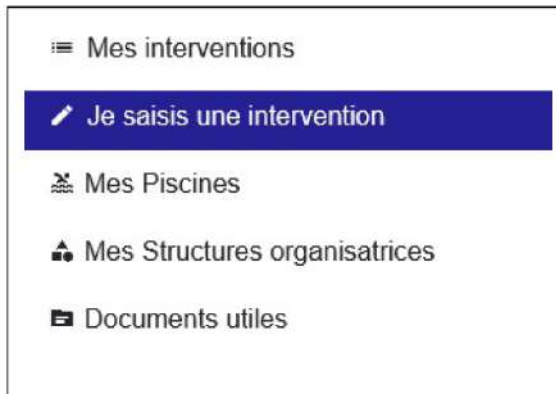 Mes interventions
Je saisis une intervention
Mes Piscines
Mes Structures organisatrices
Documents utiles